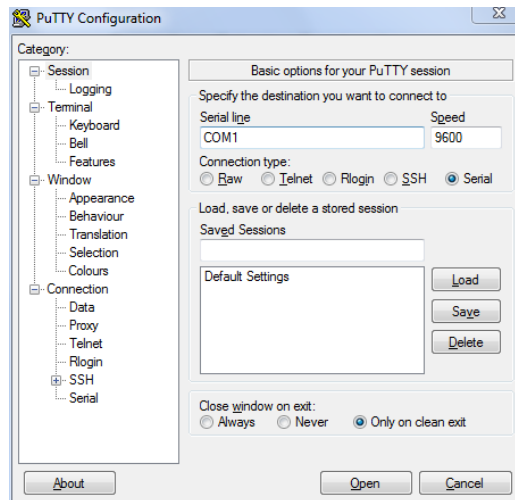 PuTTY Configuration
Category:
Session
Logging
Terminal
Keyboard
Bell
Features
Window
Appearance
Behaviour
Translation
Selection
Colours
Connection
Data
Proxy
Telnet
Rlogin
SSH
Serial
Basic options for your PuTTY session
Specify the destination you want to connect to
Serial line Speed
COM1 9600
Connection type:
Raw Telnet Rlogin SSH Serial
Load, save or delete a stored session
Saved Sessions
Default Settings
Load
Save
Delete
Close window on exit:
Always Never Only on clean exit
About Open Cancel